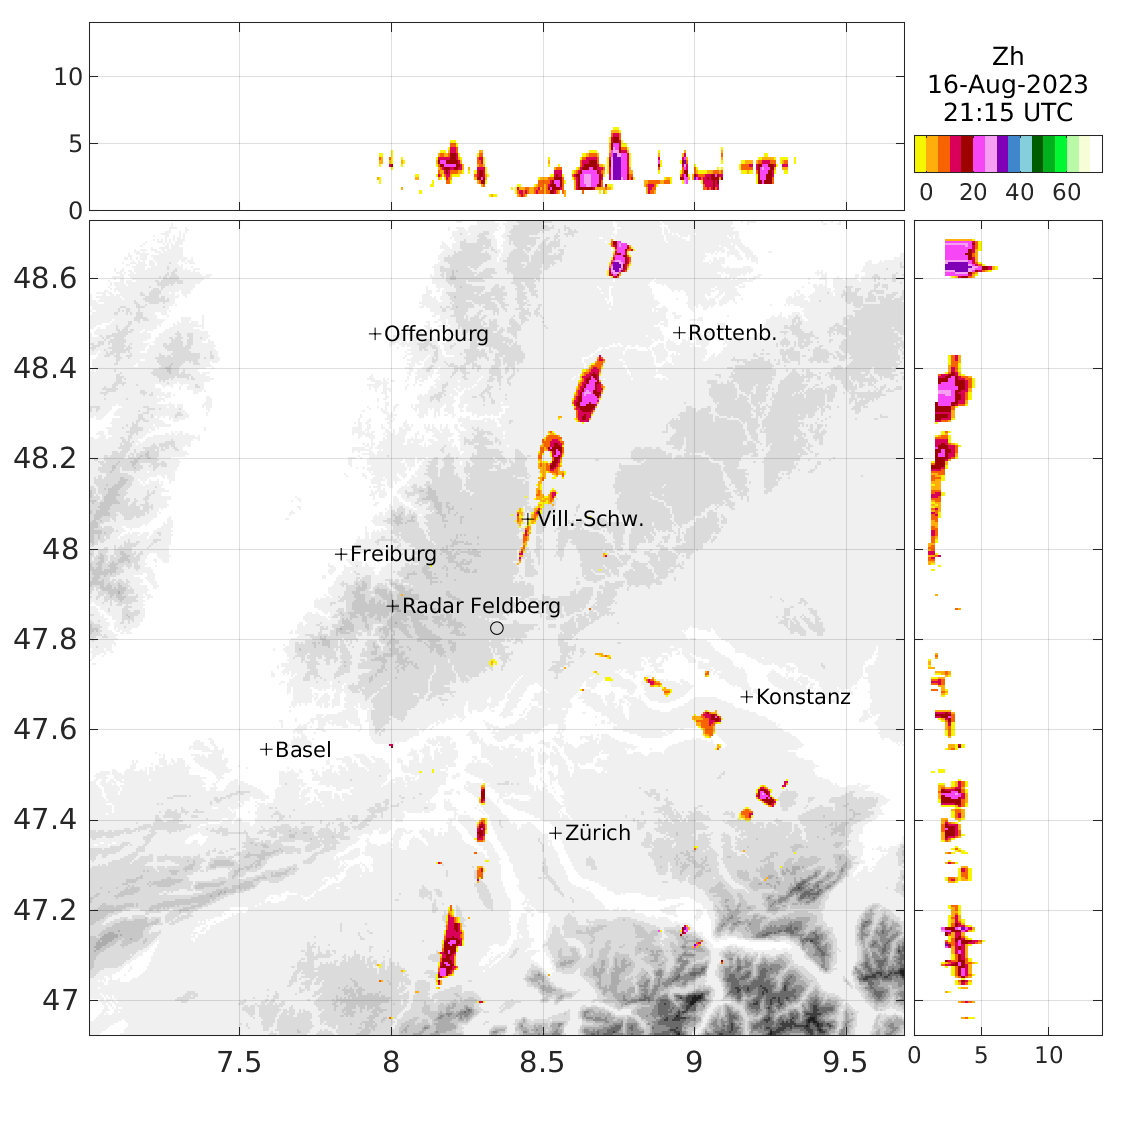 10
5
0
Zh
16-Aug-2023
21:15 UTC
0 20 40 60
48.6
48.4
48.2
48
47.8
47.6
47.4
47.2
47
Offenburg
Rottenb.
Vill.-Schw.
Freiburg
Radar Feldberg
Konstanz
Basel
Zürich
7.5 8 8.5 9 9.5
0 5 10